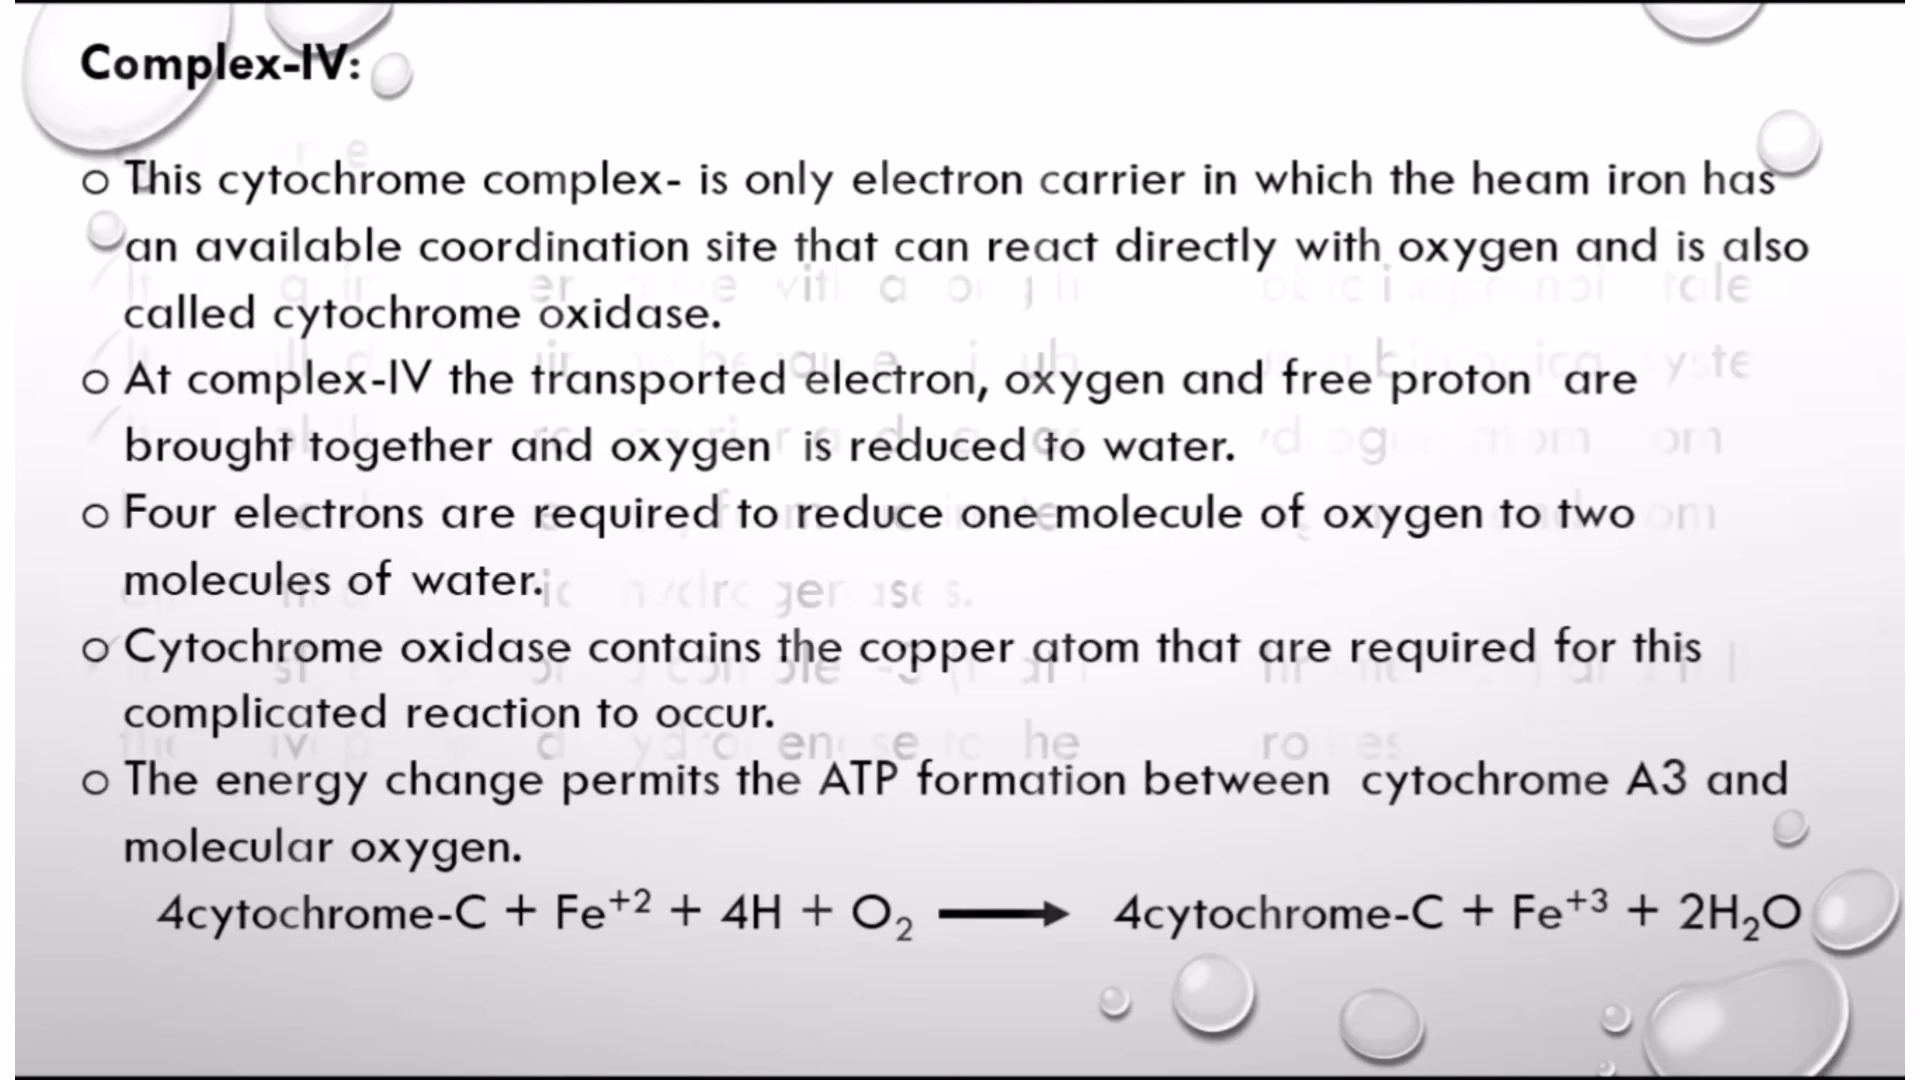 Complex-IV:
o This cytochrome complex- is only electron carrier in which the heam iron has
an available coordination site that can react directly with oxygen and is also
called cytochrome oxidase.
o At complex-IV the transported electron, oxygen and free proton are
brought together and oxygen is reduced to water.
o Four electrons are required to reduce one molecule of oxygen to two
molecules of water.
o Cytochrome oxidase contains the copper atom that are required for this
complicated reaction to occur.
o The energy change permits the ATP formation between cytochrome A3 and
molecular oxygen.
4cytochrome-C + Fe⁺² + 4H + O₂ → 4cytochrome-C + Fe⁺³ + 2H₂O